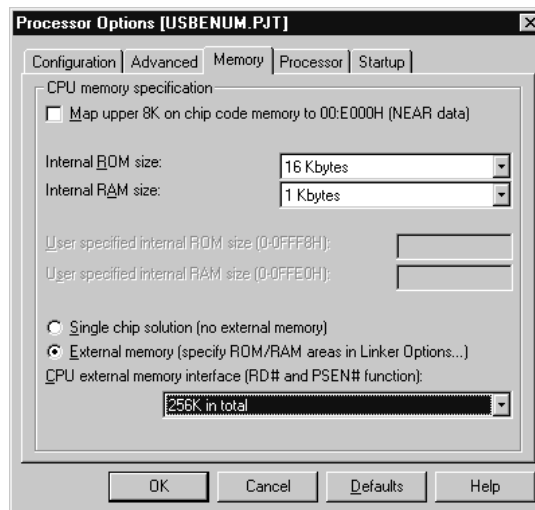 Processor Options [USBENUM.PJT]
Configuration Advanced Memory Processor Startup
CPU memory specification
Map upper 8K on chip code memory to 00:E000H (NEAR data)
Internal ROM size: 16 Kbytes
Internal RAM size: 1 Kbytes
User specified internal ROM size (0-0FFF8H):
User specified internal RAM size (0-0FFE0H):
Single chip solution (no external memory)
External memory (specify ROM/RAM areas in Linker Options...)
CPU external memory interface (RD# and PSEN# function):
256K in total
OK Cancel Defaults Help